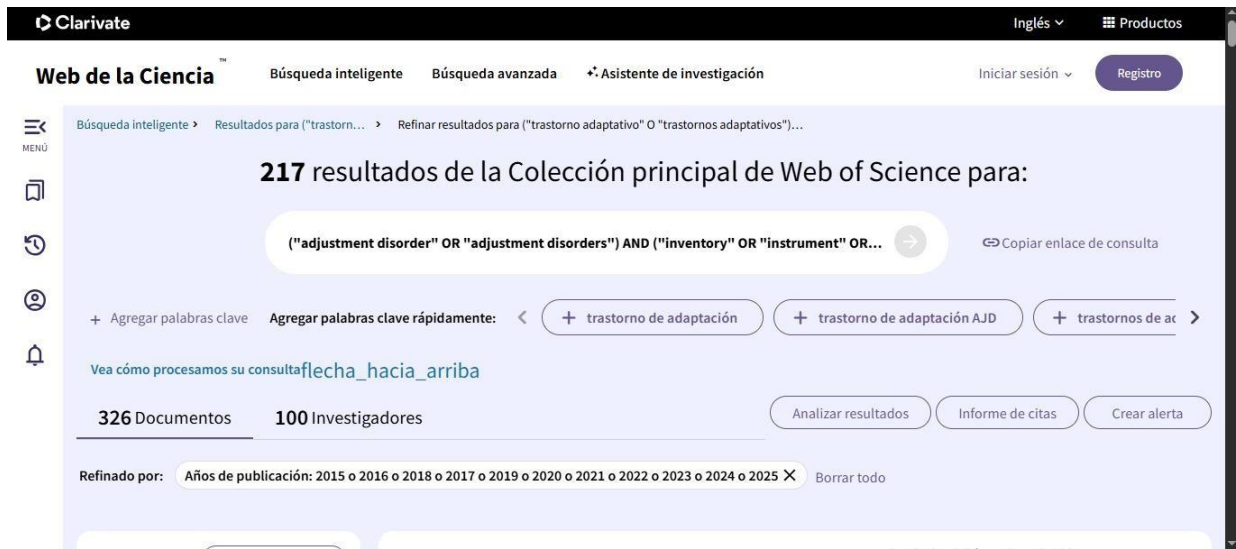 Clarivate
Inglés
Productos
Web de la Ciencia ™
Búsqueda inteligente
Búsqueda avanzada
Asistente de investigación
Iniciar sesión
Registro
MENÚ
Búsqueda inteligente > Resultados para ("trastorn... > Refinar resultados para ("trastorno adaptativo" O "trastornos adaptativos")...
217 resultados de la Colección principal de Web of Science para:
("adjustment disorder" OR "adjustment disorders") AND ("inventory" OR "instrument" OR...
Copiar enlace de consulta
+ Agregar palabras clave
Agregar palabras clave rápidamente:
+ trastorno de adaptación
+ trastorno de adaptación AJD
+ trastornos de ac
Vea cómo procesamos su consultaflecha_hacia_arriba
326 Documentos
100 Investigadores
Analizar resultados
Informe de citas
Crear alerta
Refinado por:
Años de publicación: 2015 o 2016 o 2018 o 2017 o 2019 o 2020 o 2021 o 2022 o 2023 o 2024 o 2025 X
Borrar todo